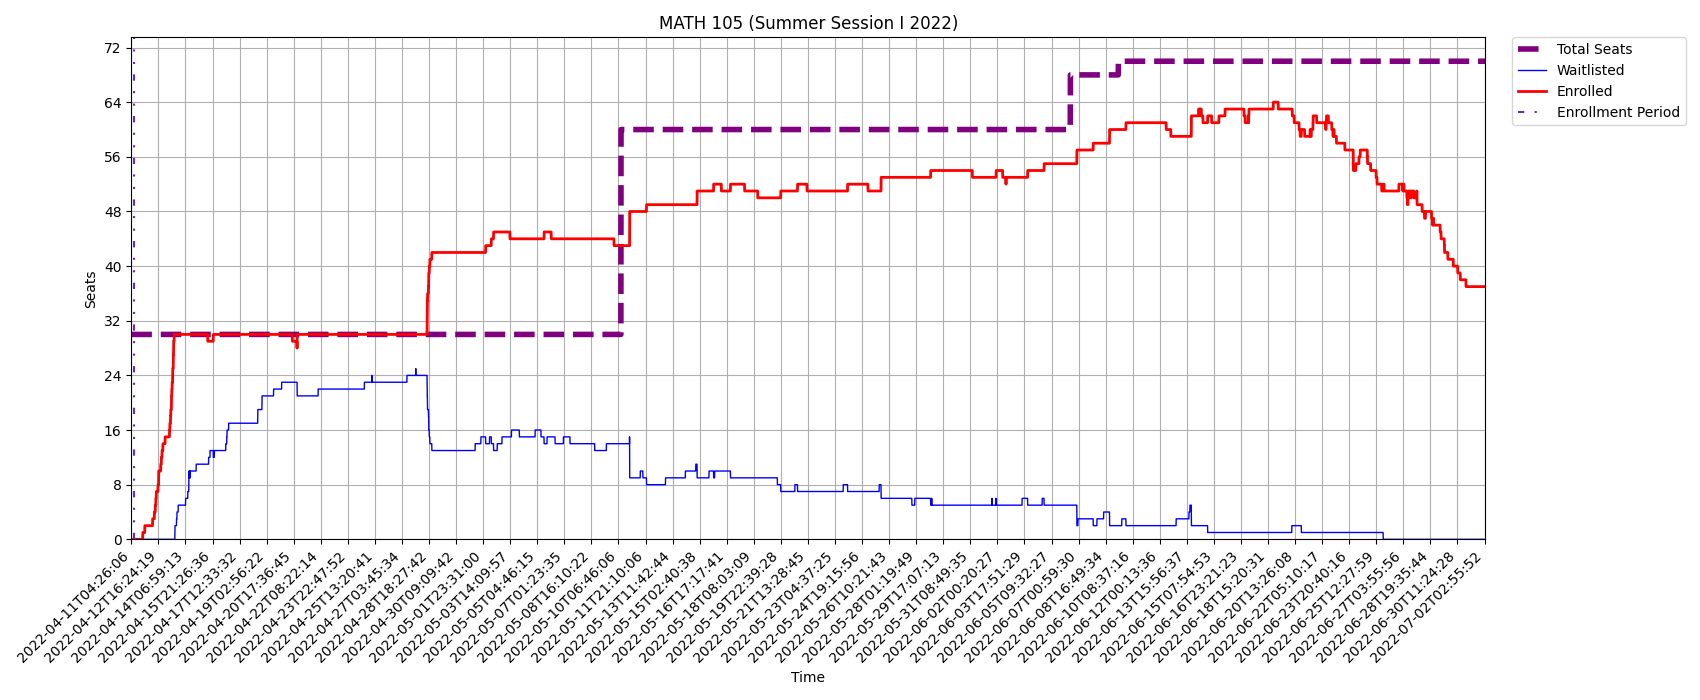 MATH 105 (Summer Session I 2022)
Total Seats
Waitlisted
Enrolled
Enrollment Period
Seats
72
64
56
48
40
32
24
16
8
0
2022-04-11T04:26:06
2022-04-12T16:24:19
2022-04-14T06:59:13
2022-04-15T21:26:36
2022-04-17T12:33:32
2022-04-19T02:56:22
2022-04-20T17:36:45
2022-04-22T08:22:14
2022-04-23T22:47:52
2022-04-25T13:20:41
2022-04-27T03:45:34
2022-04-28T18:27:42
2022-04-30T09:09:42
2022-05-01T23:31:00
2022-05-03T14:09:57
2022-05-05T04:46:15
2022-05-07T01:23:35
2022-05-08T16:10:22
2022-05-10T06:46:06
2022-05-11T21:10:06
2022-05-13T11:42:44
2022-05-15T02:40:38
2022-05-16T17:17:41
2022-05-18T08:03:09
2022-05-19T22:39:28
2022-05-21T13:28:45
2022-05-23T04:37:25
2022-05-24T19:15:56
2022-05-26T10:21:43
2022-05-28T01:19:49
2022-05-29T17:07:13
2022-05-31T08:49:35
2022-06-02T00:20:27
2022-06-03T17:51:29
2022-06-05T09:32:27
2022-06-07T00:59:30
2022-06-08T16:49:34
2022-06-10T08:37:16
2022-06-12T00:13:36
2022-06-13T15:56:37
2022-06-15T07:54:53
2022-06-16T23:21:23
2022-06-18T15:20:31
2022-06-20T13:26:08
2022-06-22T05:10:17
2022-06-23T20:40:16
2022-06-25T12:27:59
2022-06-27T03:55:56
2022-06-28T19:35:44
2022-06-30T11:24:28
2022-07-02T02:55:52
Time